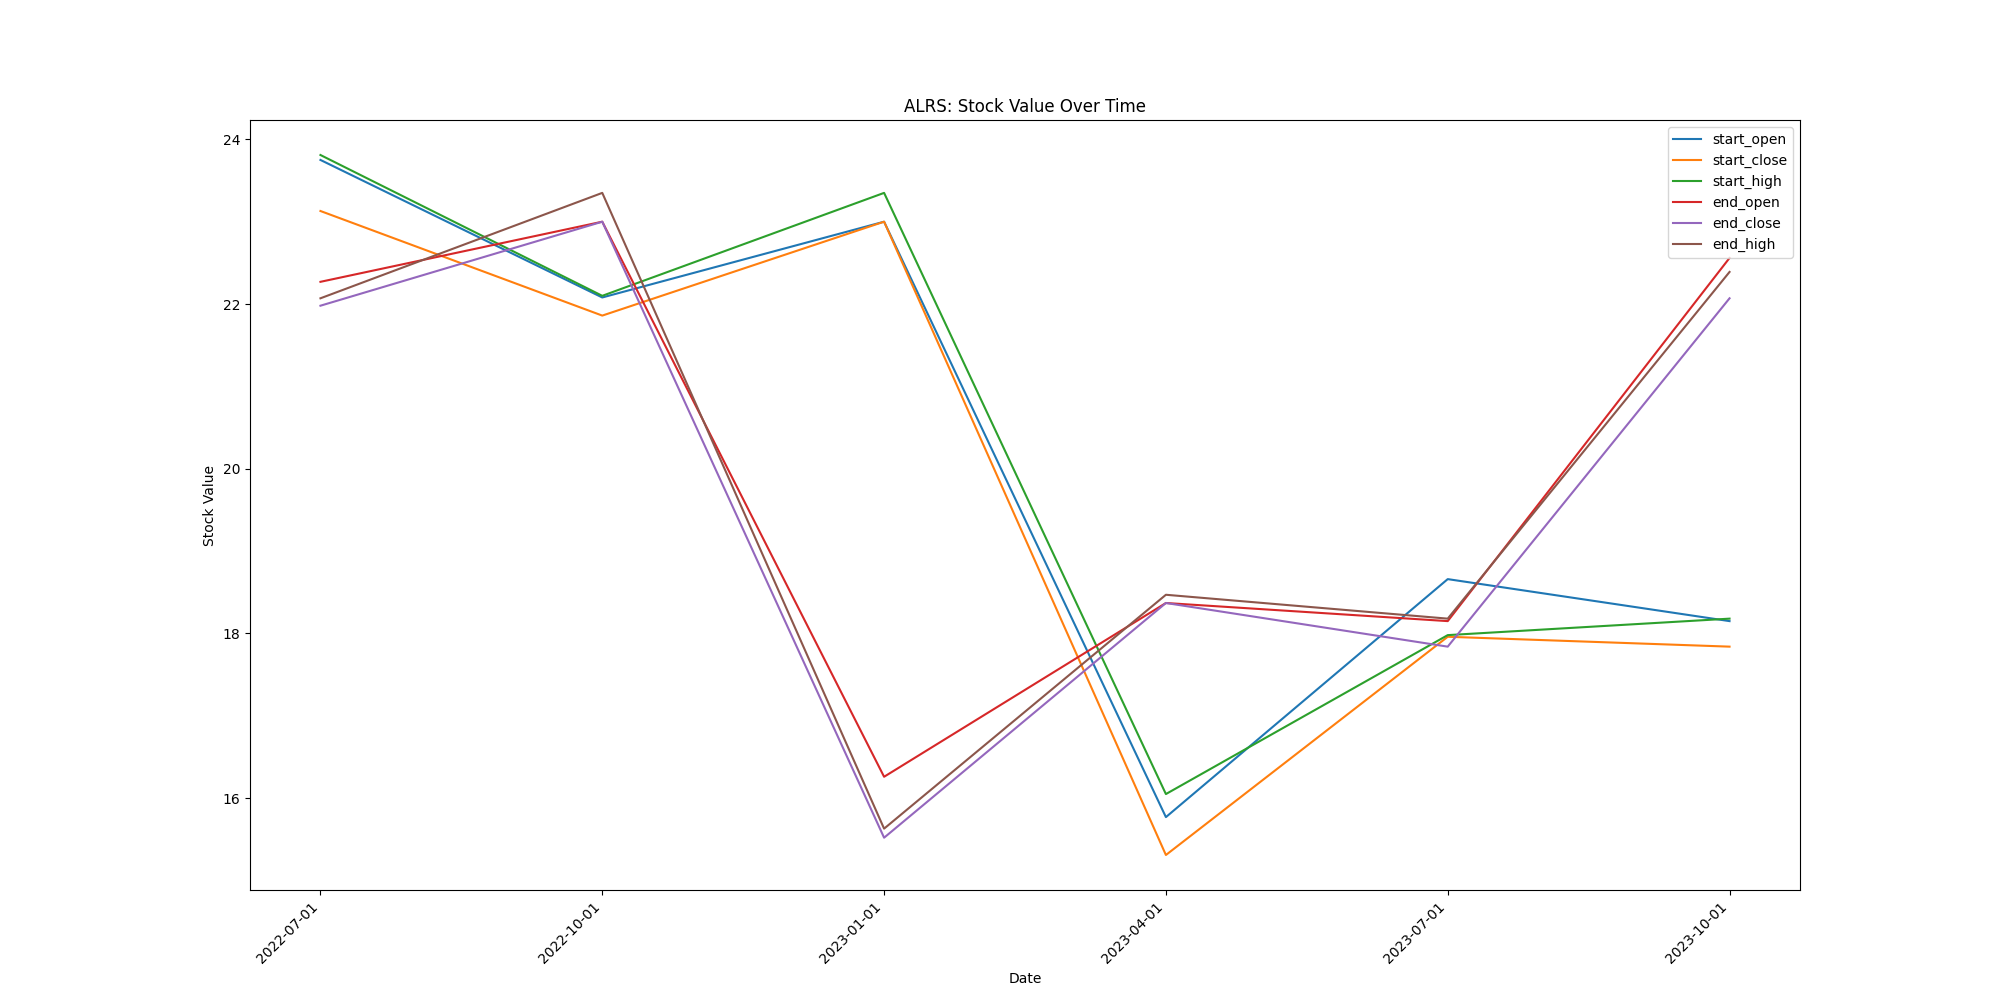 ALRS: Stock Value Over Time
start_open
start_close
start_high
end_open
end_close
end_high
24
22
20
18
16
Stock Value
2022-07-01
2022-10-01
2023-01-01
2023-04-01
2023-07-01
2023-10-01
Date